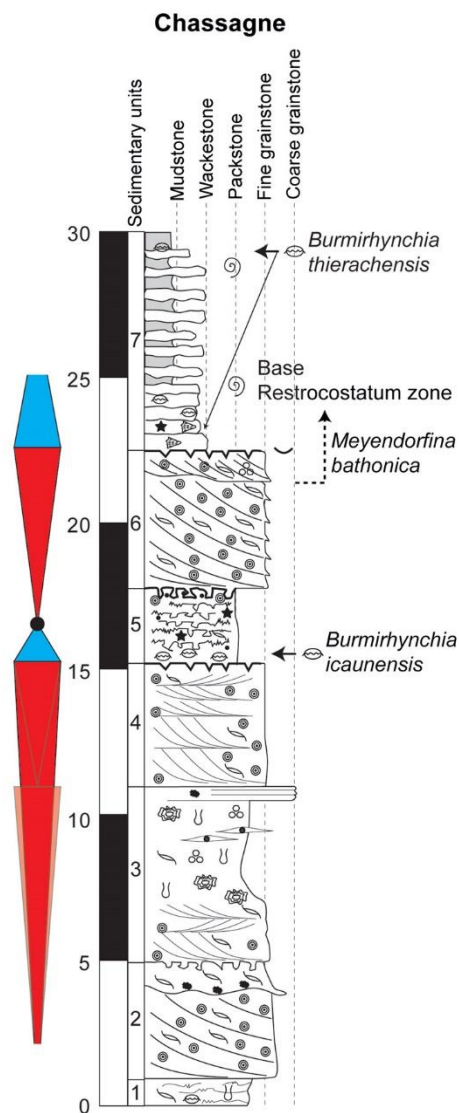 Chassagne
Sedimentary units
Mudstone
Wackestone
Packstone
Fine grainstone
Coarse grainstone
30
Burmirhynchia
thierachensis
7
25
Base
Restrocostatum zone
Meyendorfina
bathonica
6
20
5
Burmirhynchia
icaunensis
15
4
10
3
5
2
1
0